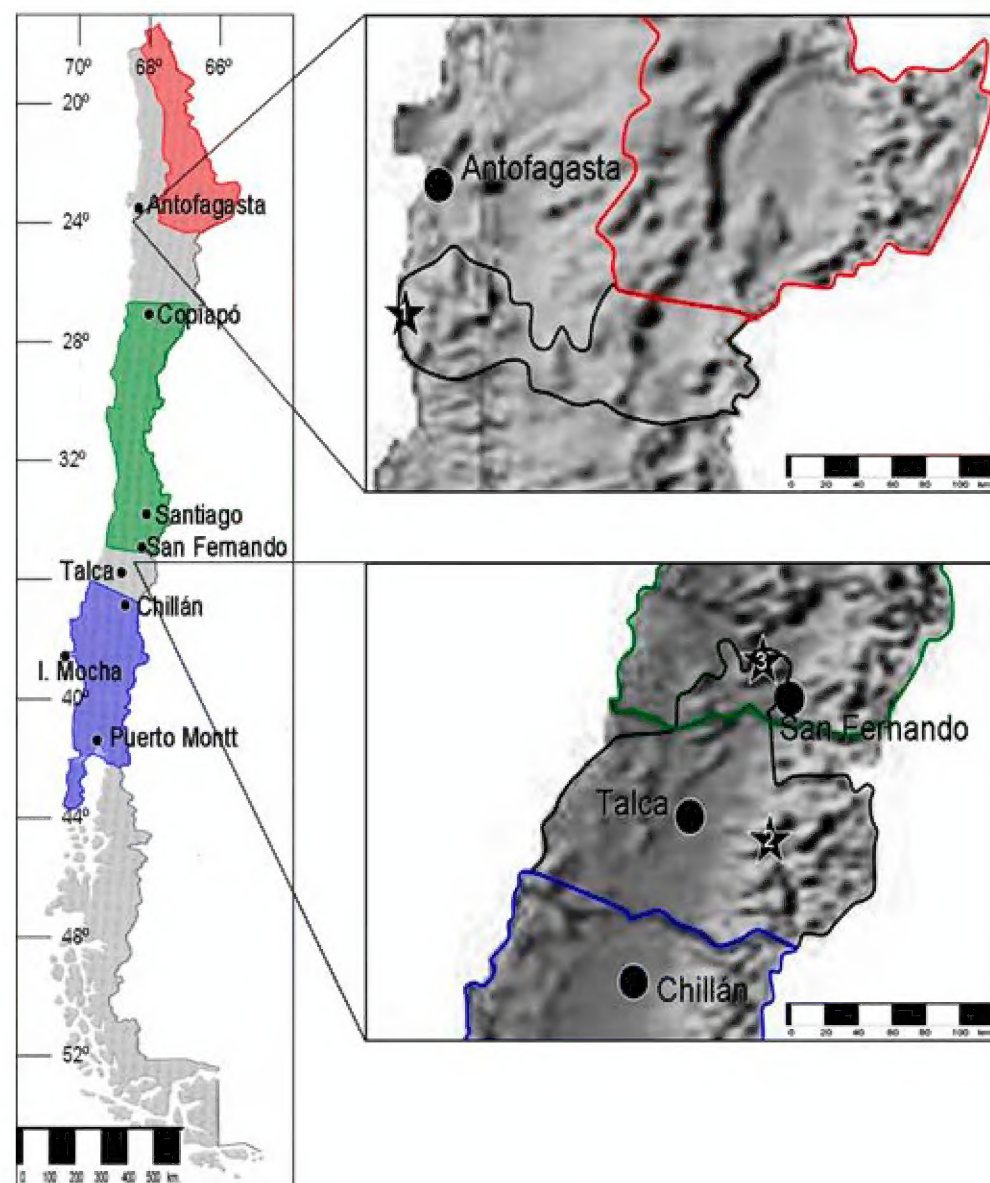 70º 68º 66º
20º
Antofagasta
24º
Copiapó
28º
32º
Santiago
San Fernando
Talca
Chillán
I. Mocha
40º
Puerto Montt
44º
48º
52º
0 100 200 300 400 500 km.
Antofagasta
1
0 20 40 60 80 100 km
3
San Fernando
Talca
2
Chillán
0 20 40 60 80 100 km